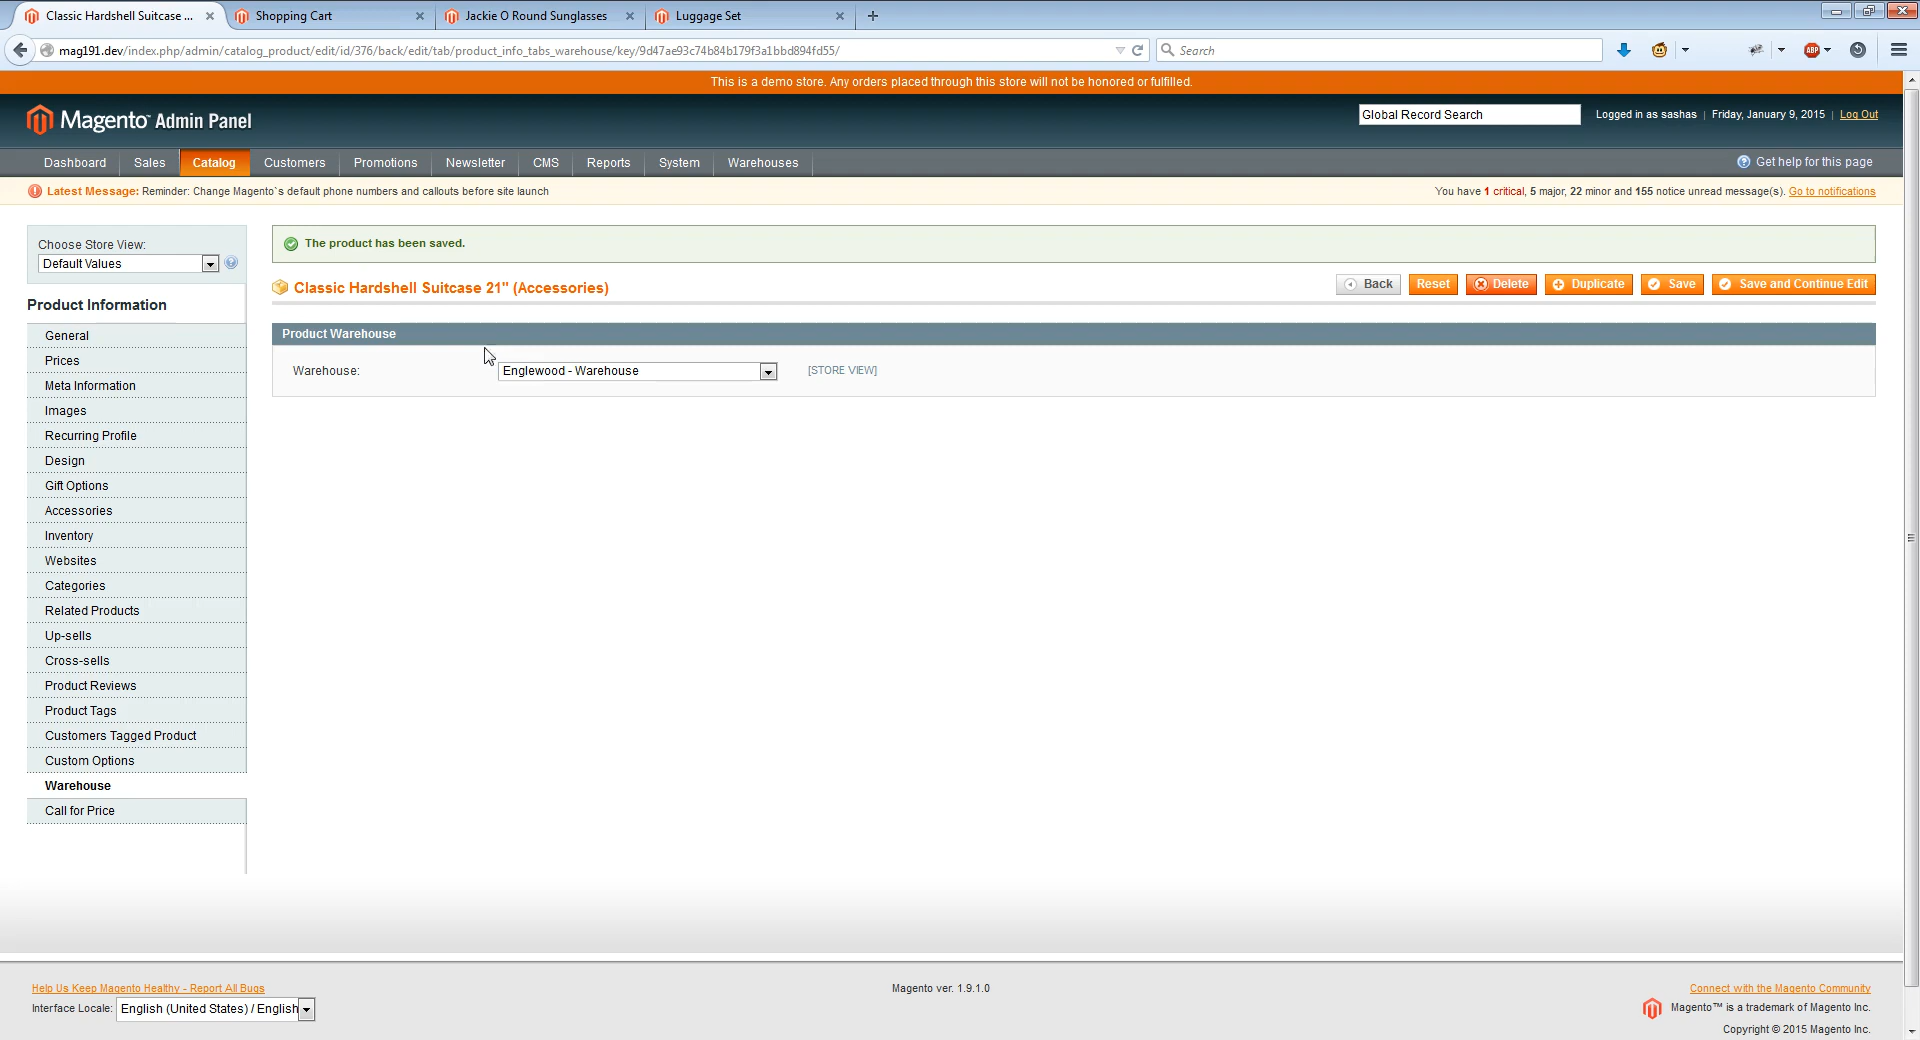 Classic Hardshell Suitcase ...
Shopping Cart
Jackie O Round Sunglasses
Luggage Set
mag191.dev/index.php/admin/catalog_product/edit/id/376/back/edit/tab/product_info_tabs_warehouse/key/9d47ae93c74b84b179f3a1bbd894fd55/
Search
ABP
This is a demo store. Any orders placed through this store will not be honored or fulfilled.
Magento™ Admin Panel
Global Record Search
Logged in as sashas | Friday, January 9, 2015 | Log Out
Dashboard
Sales
Catalog
Customers
Promotions
Newsletter
CMS
Reports
System
Warehouses
Get help for this page
Latest Message: Reminder: Change Magento`s default phone numbers and callouts before site launch
You have 1 critical, 5 major, 22 minor and 155 notice unread message(s). Go to notifications
Choose Store View:
Default Values
Product Information
General
Prices
Meta Information
Images
Recurring Profile
Design
Gift Options
Accessories
Inventory
Websites
Categories
Related Products
Up-sells
Cross-sells
Product Reviews
Product Tags
Customers Tagged Product
Custom Options
Warehouse
Call for Price
The product has been saved.
Classic Hardshell Suitcase 21" (Accessories)
Back
Reset
Delete
Duplicate
Save
Save and Continue Edit
Product Warehouse
Warehouse:
Englewood - Warehouse
[STORE VIEW]
Help Us Keep Magento Healthy - Report All Bugs
Interface Locale: English (United States) / English
Magento ver. 1.9.1.0
Connect with the Magento Community
Magento™ is a trademark of Magento Inc.
Copyright © 2015 Magento Inc.